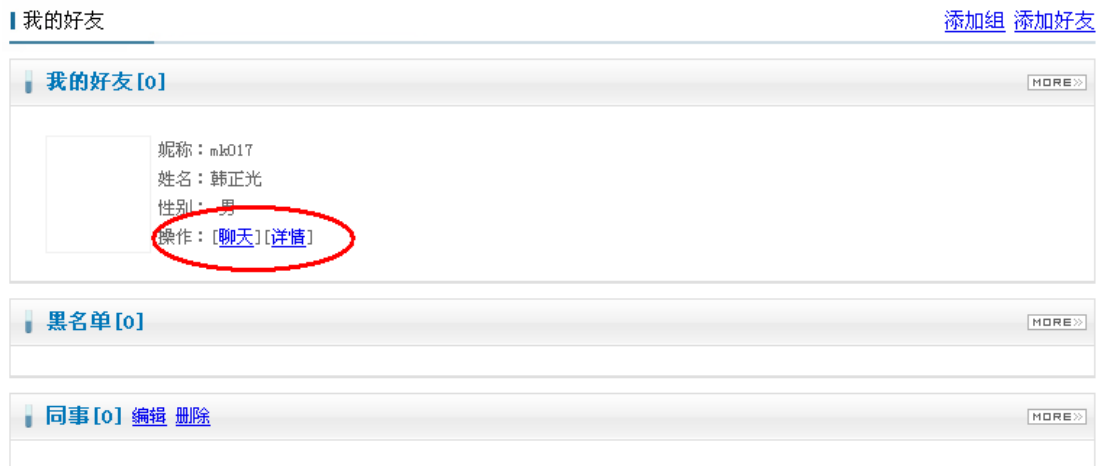 我的好友 添加组 添加好友
我的好友[0] MORE
妮称：mk017
姓名：韩正光
性别： 男
操作：[聊天][详情]
黑名单[0] MORE
同事[0] 编辑 删除 MORE